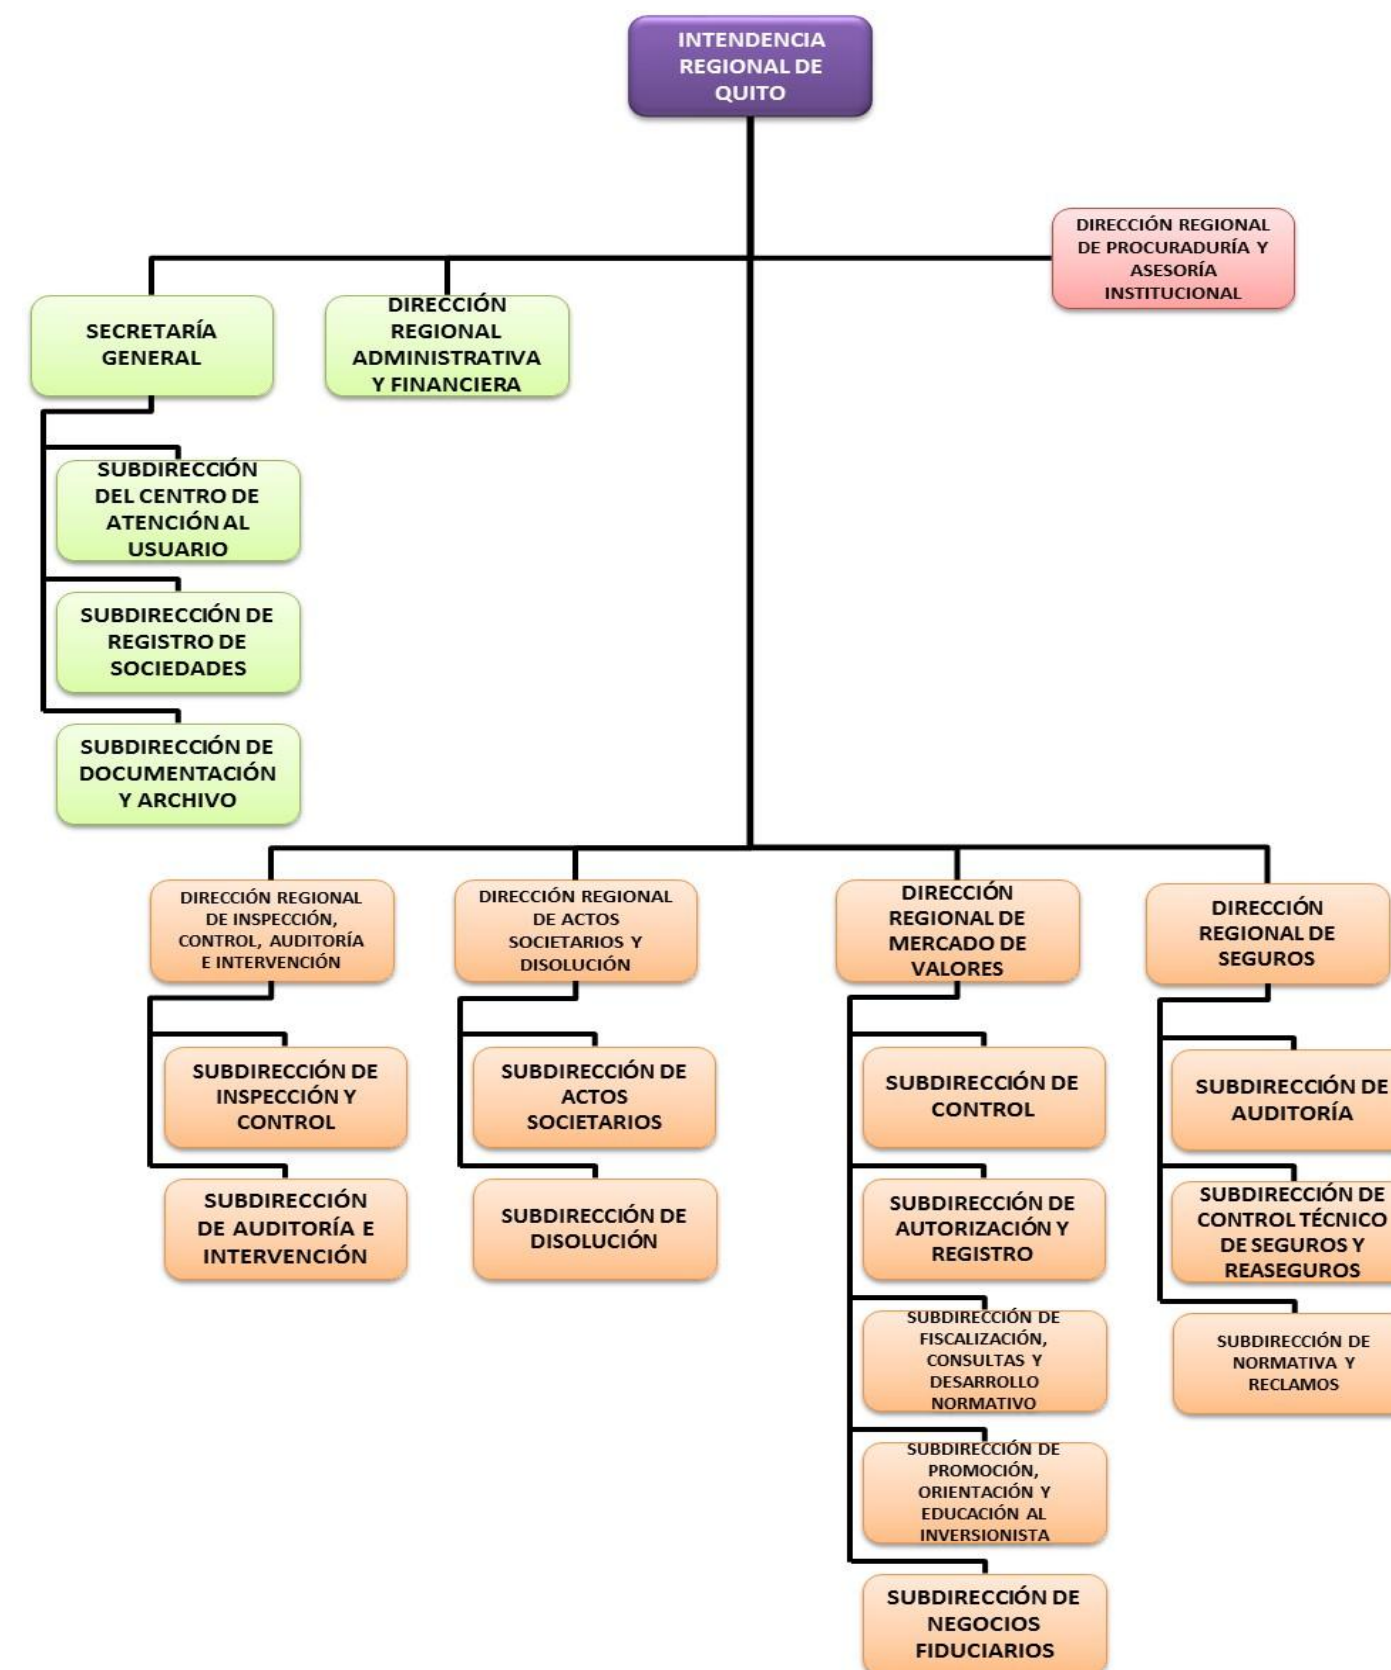 INTENDENCIA
REGIONAL DE
QUITO
DIRECCIÓN REGIONAL
DE PROCURADURÍA Y
ASESORÍA
INSTITUCIONAL
SECRETARÍA
GENERAL
DIRECCIÓN
REGIONAL
ADMINISTRATIVA
Y FINANCIERA
SUBDIRECCIÓN
DEL CENTRO DE
ATENCIÓN AL
USUARIO
SUBDIRECCIÓN DE
REGISTRO DE
SOCIEDADES
SUBDIRECCIÓN DE
DOCUMENTACIÓN
Y ARCHIVO
DIRECCIÓN REGIONAL
DE INSPECCIÓN,
CONTROL, AUDITORÍA
E INTERVENCIÓN
SUBDIRECCIÓN DE
INSPECCIÓN Y
CONTROL
SUBDIRECCIÓN
DE AUDITORÍA E
INTERVENCIÓN
DIRECCIÓN REGIONAL
DE ACTOS
SOCIETARIOS Y
DISOLUCIÓN
SUBDIRECCIÓN DE
ACTOS
SOCIETARIOS
SUBDIRECCIÓN DE
DISOLUCIÓN
DIRECCIÓN
REGIONAL DE
MERCADO DE
VALORES
SUBDIRECCIÓN DE
CONTROL
SUBDIRECCIÓN DE
AUTORIZACIÓN Y
REGISTRO
SUBDIRECCIÓN DE
FISCALIZACIÓN,
CONSULTAS Y
DESARROLLO
NORMATIVO
SUBDIRECCIÓN DE
PROMOCIÓN,
ORIENTACIÓN Y
EDUCACIÓN AL
INVERSIONISTA
SUBDIRECCIÓN DE
NEGOCIOS
FIDUCIARIOS
DIRECCIÓN
REGIONAL DE
SEGUROS
SUBDIRECCIÓN DE
AUDITORÍA
SUBDIRECCIÓN DE
CONTROL TÉCNICO
DE SEGUROS Y
REASEGUROS
SUBDIRECCIÓN DE
NORMATIVA Y
RECLAMOS